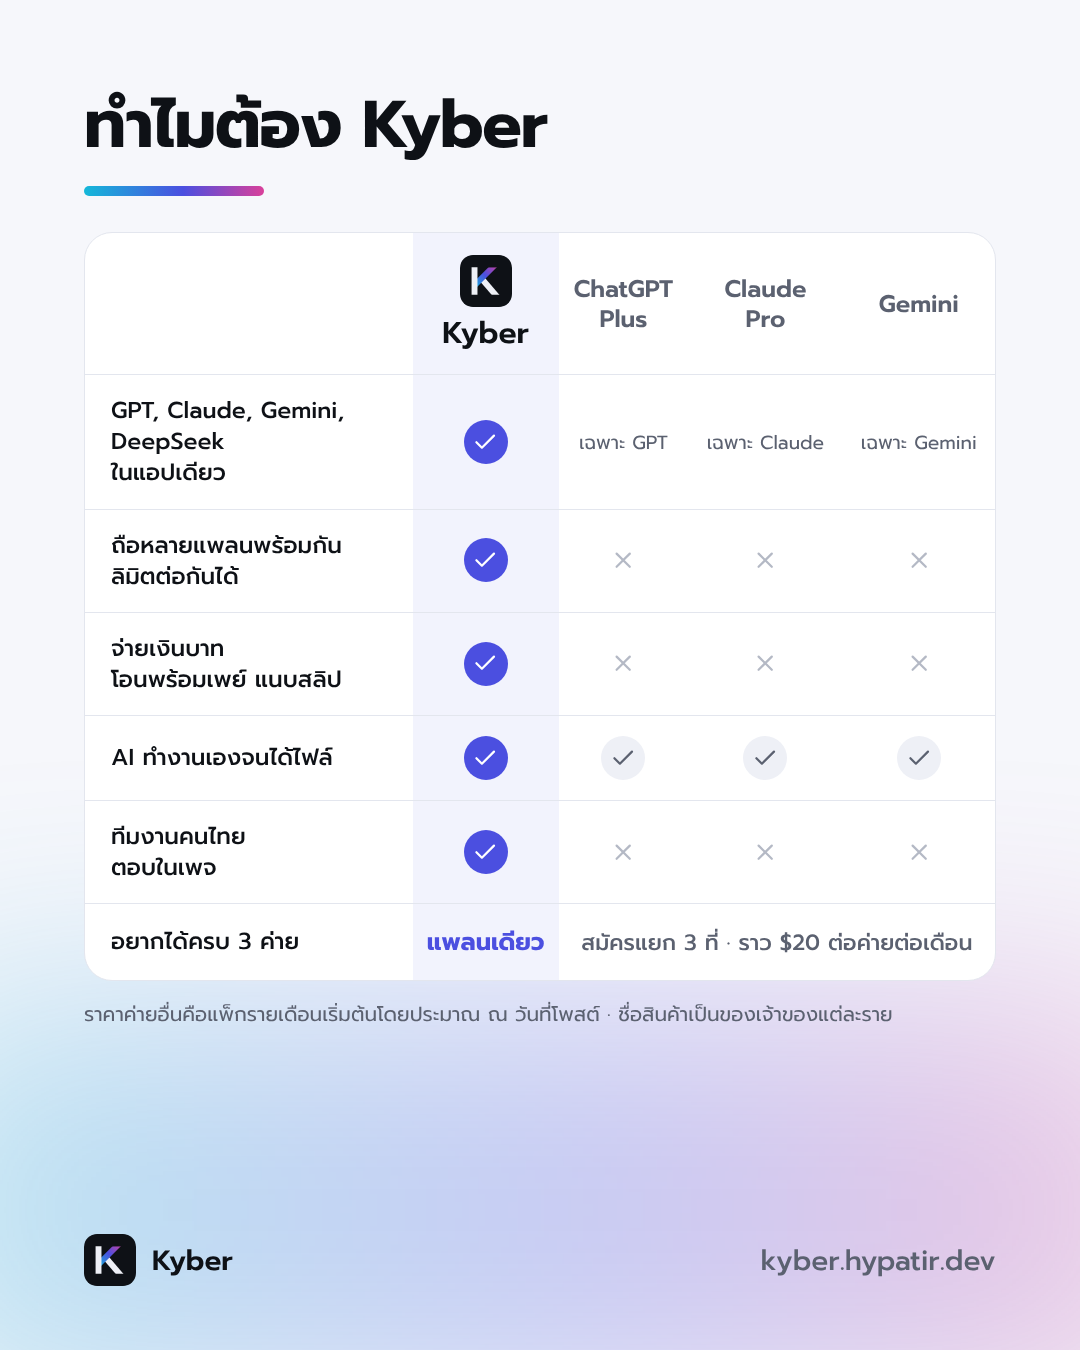 ทำไมต้อง Kyber
K
Kyber
ChatGPT
Plus
Claude
Pro
Gemini
GPT, Claude, Gemini,
DeepSeek
ในแอปเดียว
เฉพาะ GPT
เฉพาะ Claude
เฉพาะ Gemini
ถือหลายแพลนพร้อมกัน
ลิมิตต่อกันได้
จ่ายเงินบาท
โอนพร้อมเพย์ แนบสลิป
AI ทำงานเองจนได้ไฟล์
ทีมงานคนไทย
ตอบในเพจ
อยากได้ครบ 3 ค่าย
แพลนเดียว
สมัครแยก 3 ที่ · ราว $20 ต่อค่ายต่อเดือน
ราคาค่ายอื่นคือแพ็กรายเดือนเริ่มต้นโดยประมาณ ณ วันที่โพสต์ · ชื่อสินค้าเป็นของเจ้าของแต่ละราย
K
Kyber
kyber.hypatir.dev